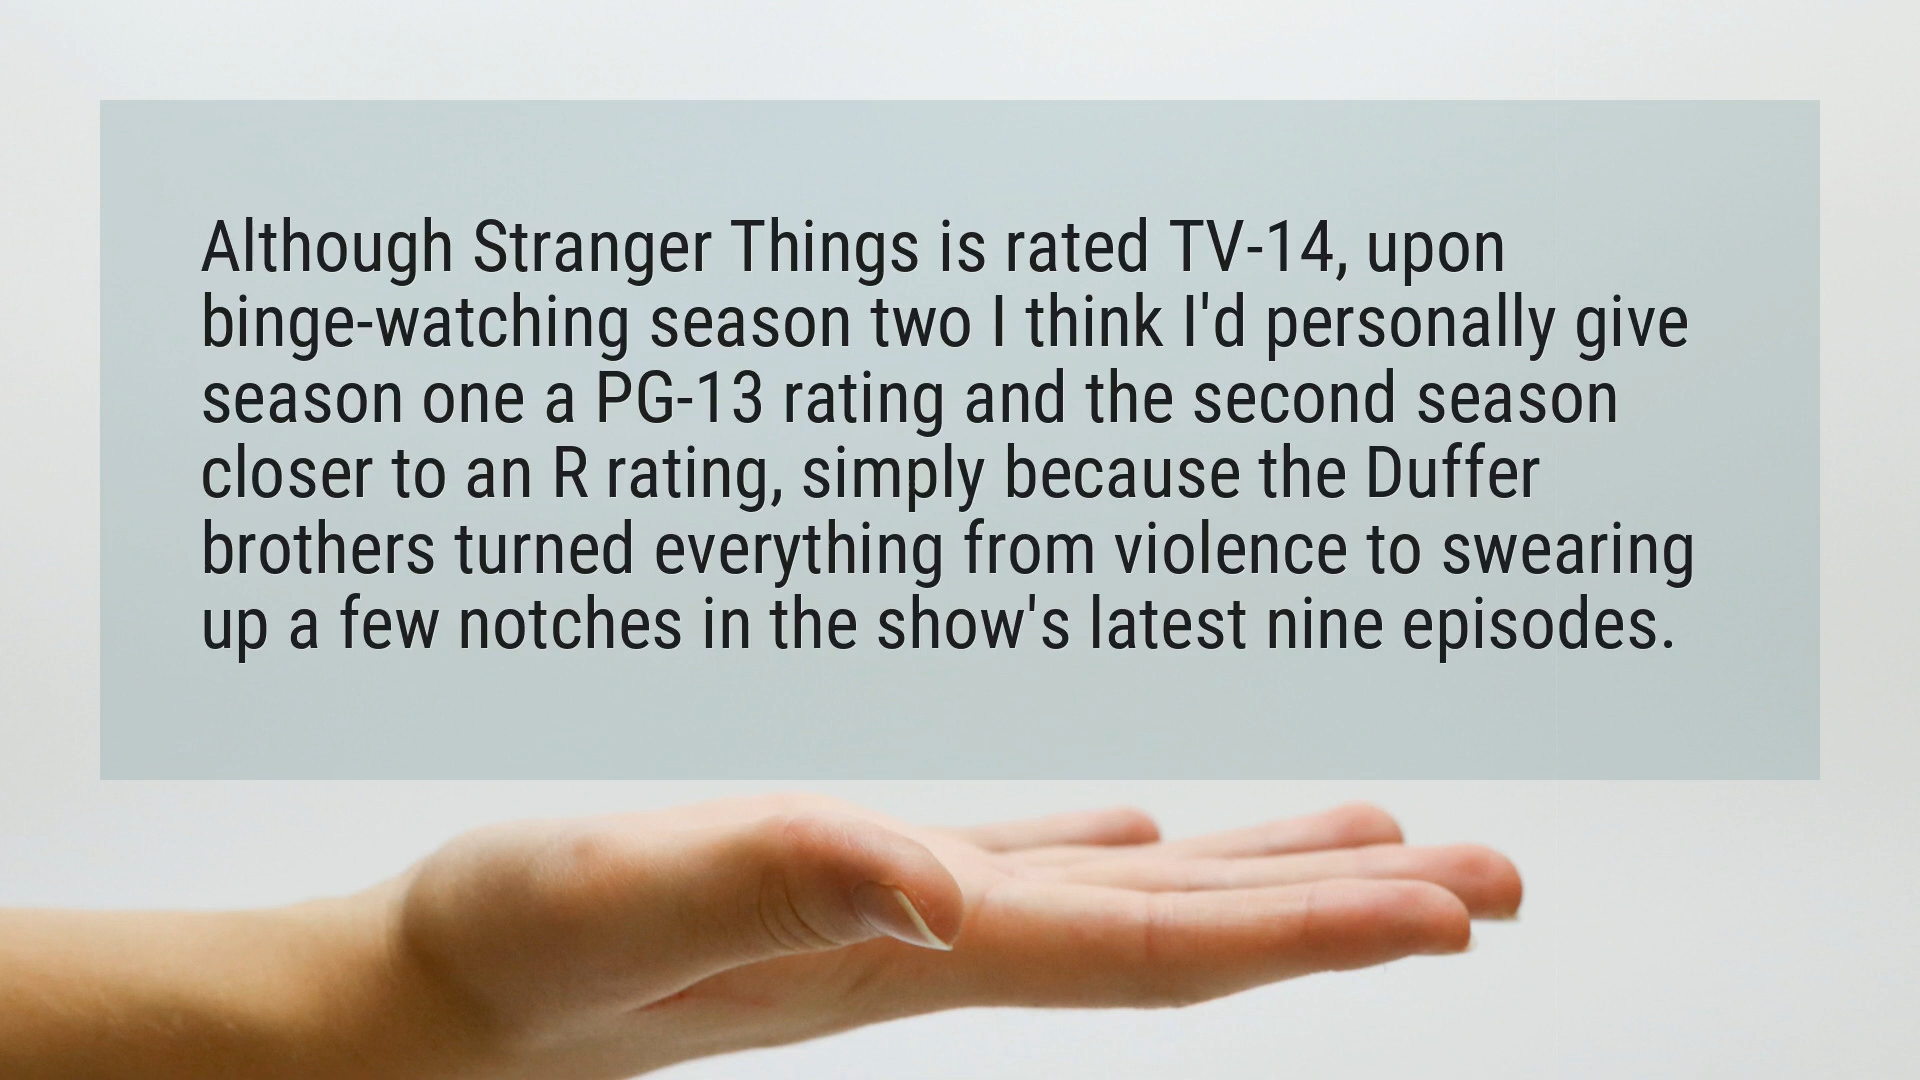 Although Stranger Things is rated TV-14, upon
binge-watching season two I think I'd personally give
season one a PG-13 rating and the second season
closer to an R rating, simply because the Duffer
brothers turned everything from violence to swearing
up a few notches in the show's latest nine episodes.